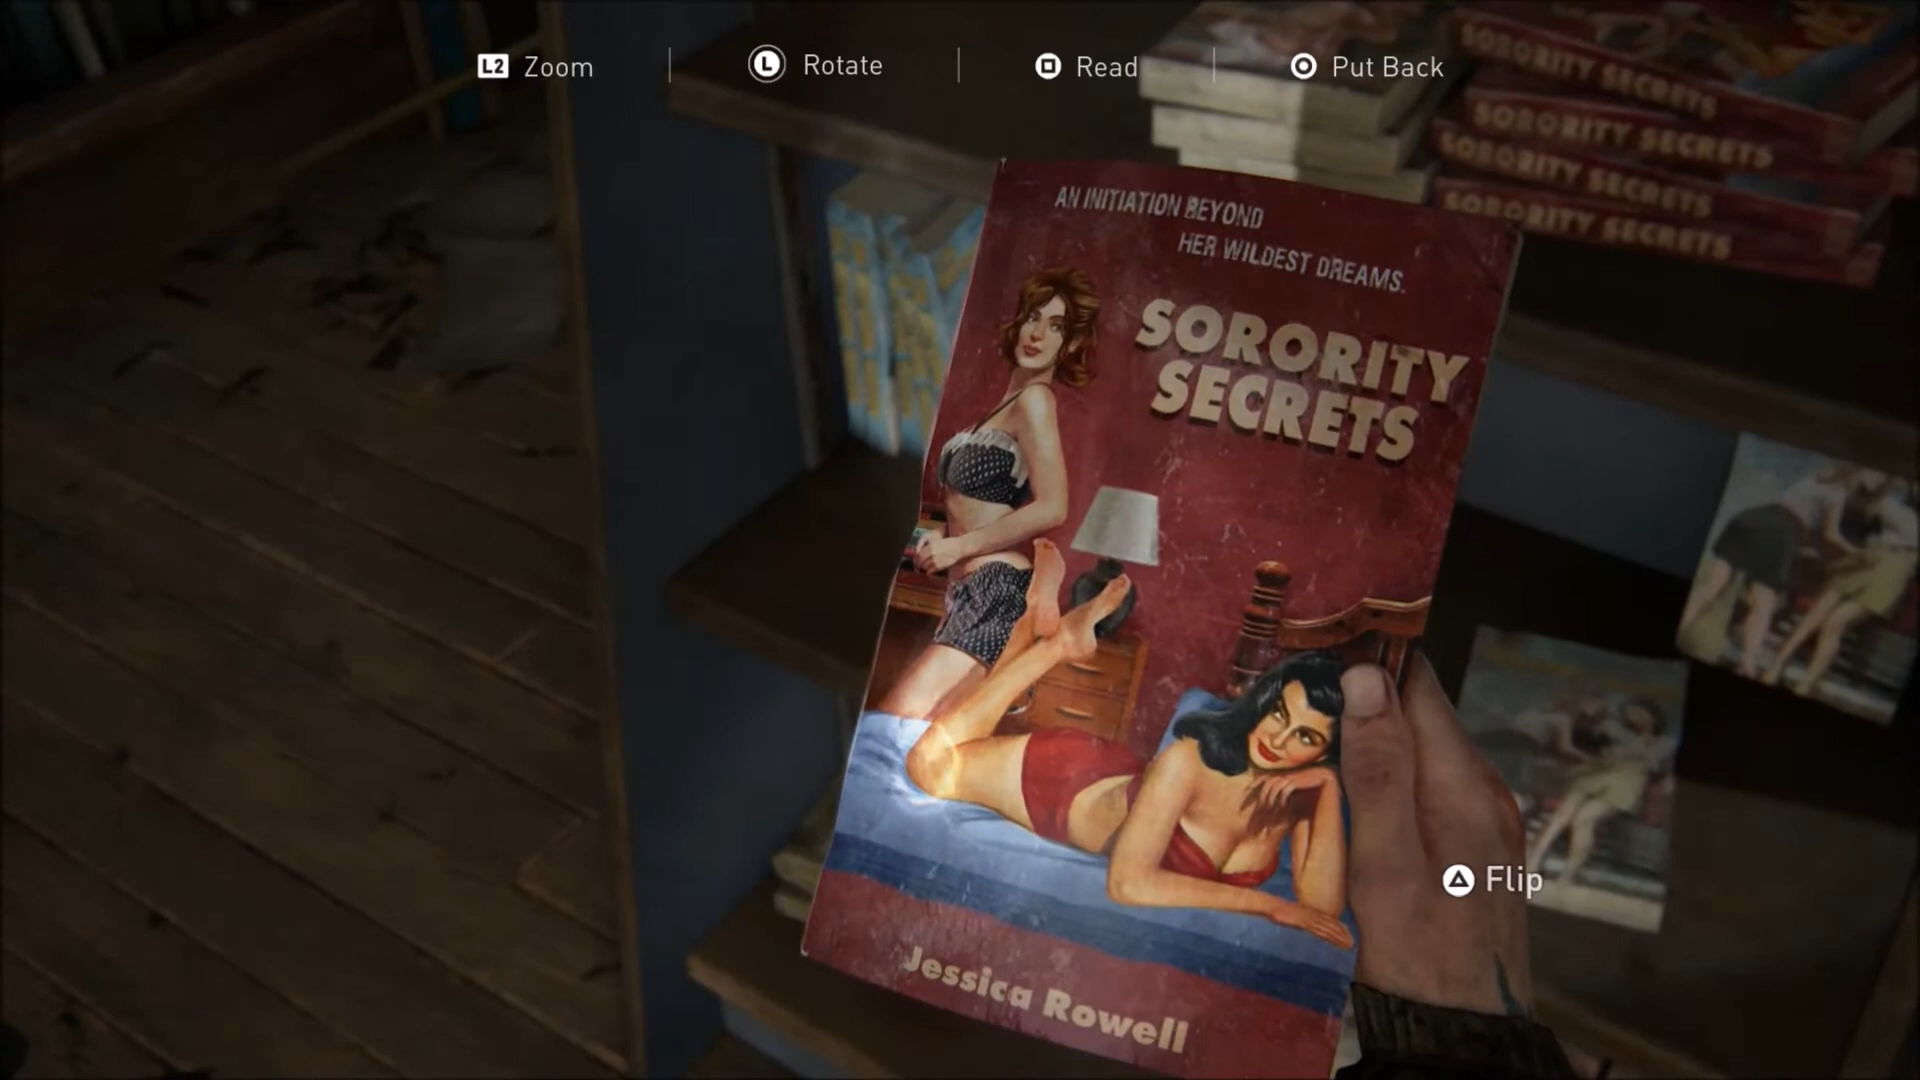 L2 Zoom
L Rotate
Read
Put Back
SORORITY SECRETS
SORORITY SECRETS
SORORITY SECRETS
SORORITY SECRETS
AN INITIATION BEYOND
HER WILDEST DREAMS.
SORORITY
SECRETS
Flip
Jessica Rowell